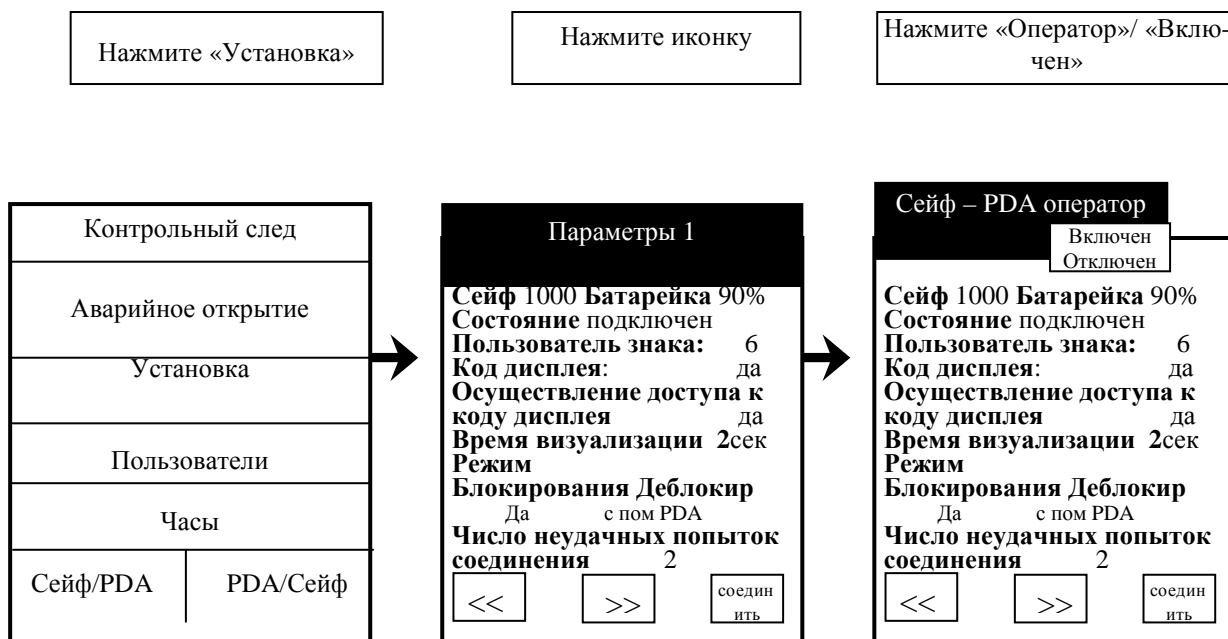 Нажмите «Установка»
Нажмите иконку
Нажмите «Оператор»/ «Вклю-
чен»
Контрольный след
Аварийное открытие
Установка
Пользователи
Часы
Сейф/PDA PDA/Сейф
Параметры 1
Сейф 1000 Батарейка 90%
Состояние подключен
Пользователь знака: 6
Код дисплея: да
Осуществление доступа к
коду дисплея да
Время визуализации 2сек
Режим
Блокирования Деблокир
Да с пом PDA
Число неудачных попыток
соединения 2
<< >> соедин
ить
Сейф – PDA оператор
Включен
Отключен
Сейф 1000 Батарейка 90%
Состояние подключен
Пользователь знака: 6
Код дисплея: да
Осуществление доступа к
коду дисплея да
Время визуализации 2сек
Режим
Блокирования Деблокир
Да с пом PDA
Число неудачных попыток
соединения 2
<< >> соедин
ить